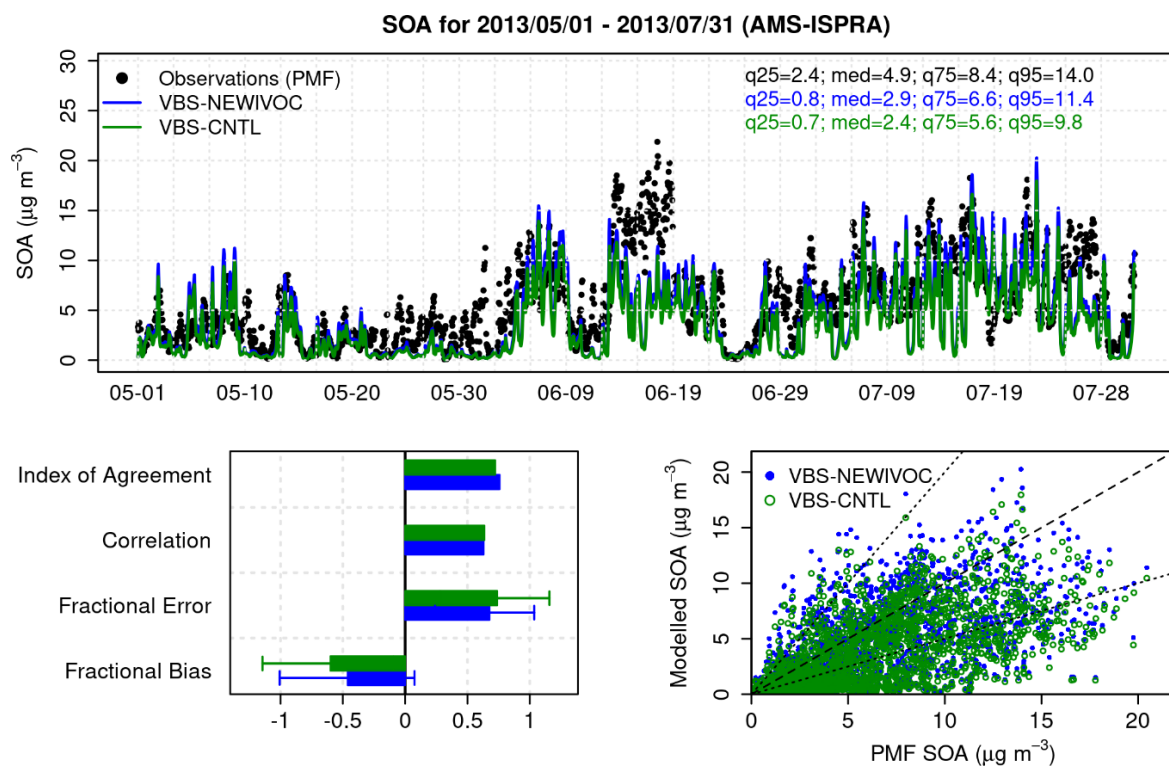 SOA for 2013/05/01 - 2013/07/31 (AMS-ISPRA)
SOA (μg m⁻³)
30
25
20
15
10
5
0
Observations (PMF)
VBS-NEWIVOC
VBS-CNTL
q25=2.4; med=4.9; q75=8.4; q95=14.0
q25=0.8; med=2.9; q75=6.6; q95=11.4
q25=0.7; med=2.4; q75=5.6; q95=9.8
05-01 05-10 05-20 05-30 06-09 06-19 06-29 07-09 07-19 07-28
Index of Agreement
Correlation
Fractional Error
Fractional Bias
-1 -0.5 0 0.5 1
Modelled SOA (μg m⁻³)
20
15
10
5
0
VBS-NEWIVOC
VBS-CNTL
0 5 10 15 20
PMF SOA (μg m⁻³)